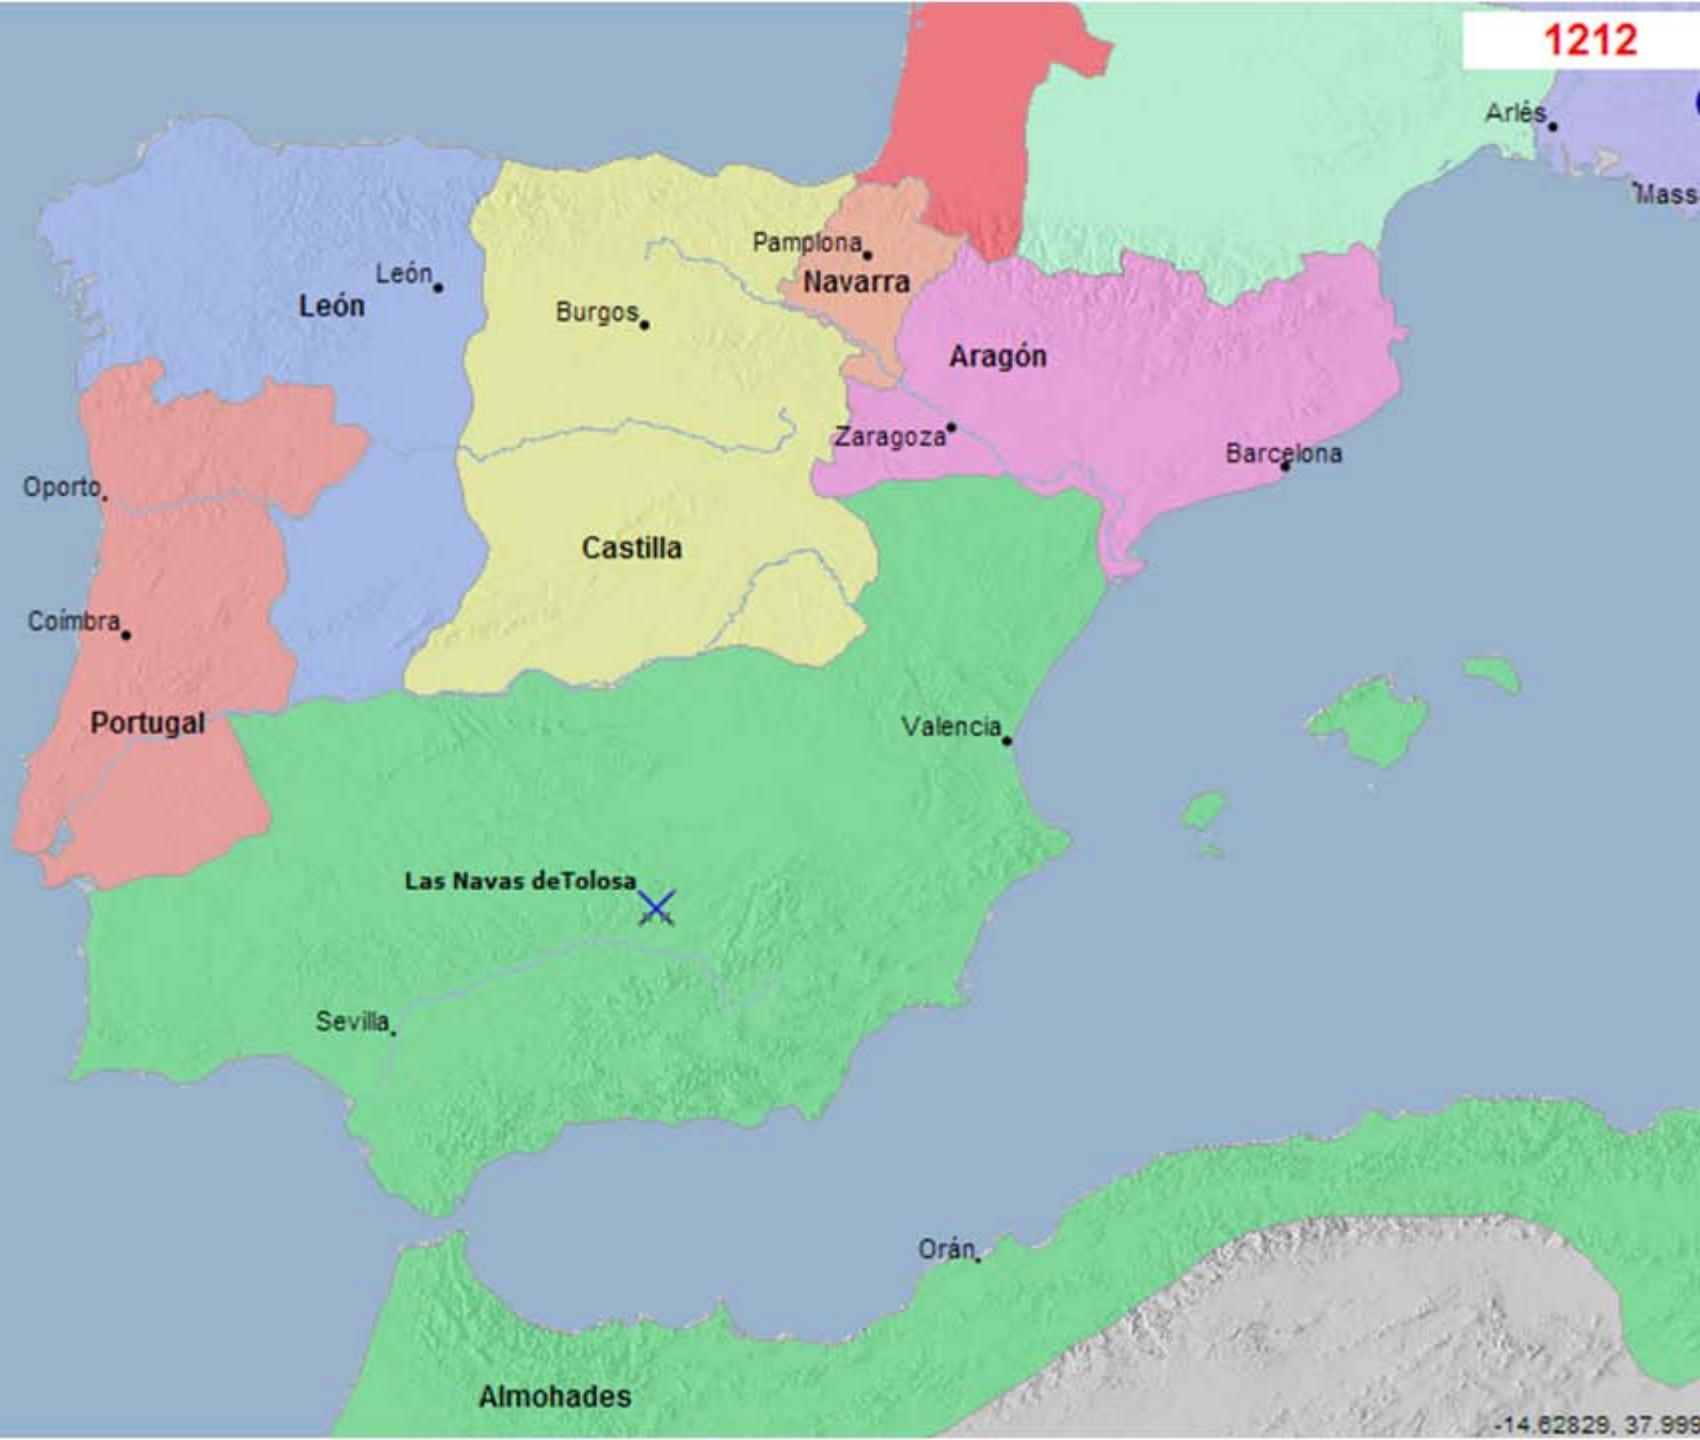 1212
Arlés
Mass
Pamplona
Navarra
León
León
Burgos
Aragón
Zaragoza
Barcelona
Oporto
Castilla
Coímbra
Portugal
Valencia
Las Navas deTolosa
Sevilla
Orán
Almohades
-14.62829, 37.999